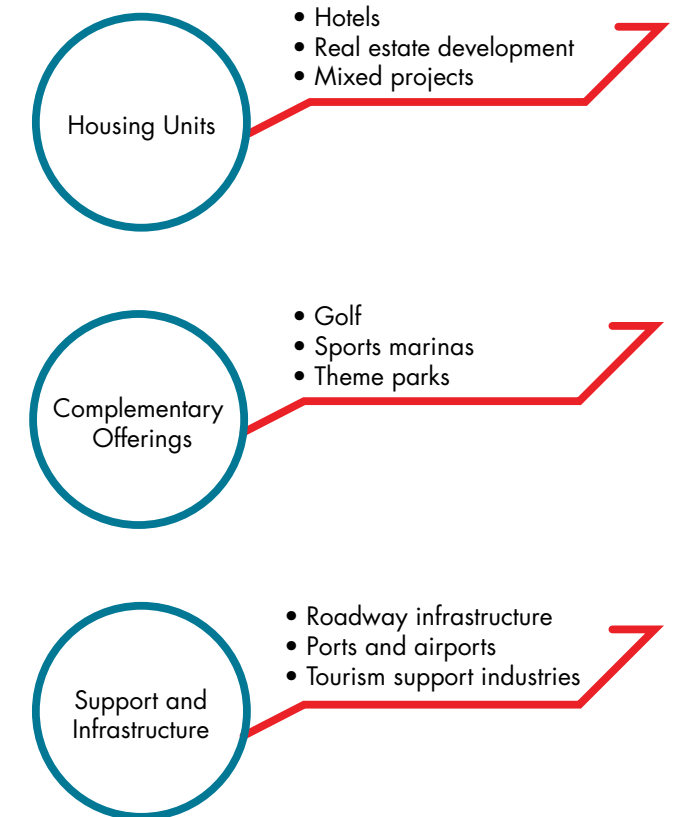 • Hotels
• Real estate development
• Mixed projects
Housing Units
• Golf
• Sports marinas
• Theme parks
Complementary
Offerings
• Roadway infrastructure
• Ports and airports
• Tourism support industries
Support and
Infrastructure